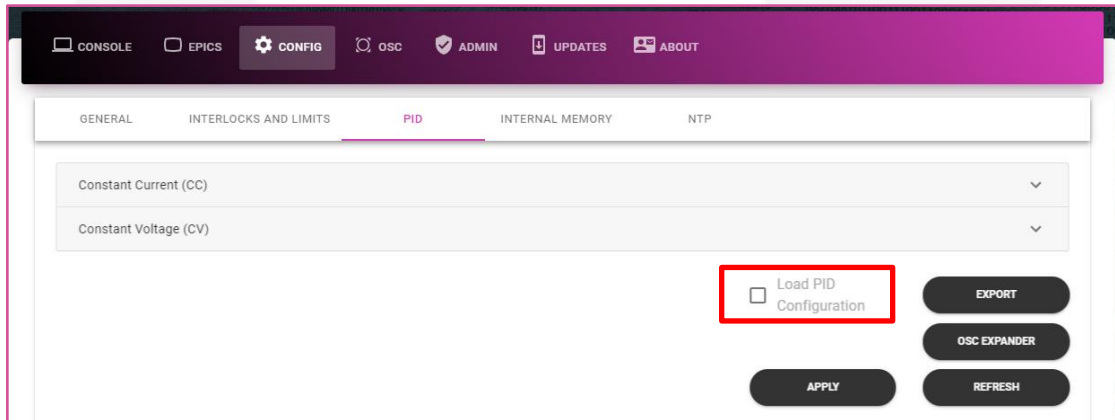 CONSOLE EPICS CONFIG OSC ADMIN UPDATES ABOUT
GENERAL INTERLOCKS AND LIMITS PID INTERNAL MEMORY NTP
Constant Current (CC)
Constant Voltage (CV)
Load PID
Configuration
EXPORT
OSC EXPANDER
APPLY REFRESH